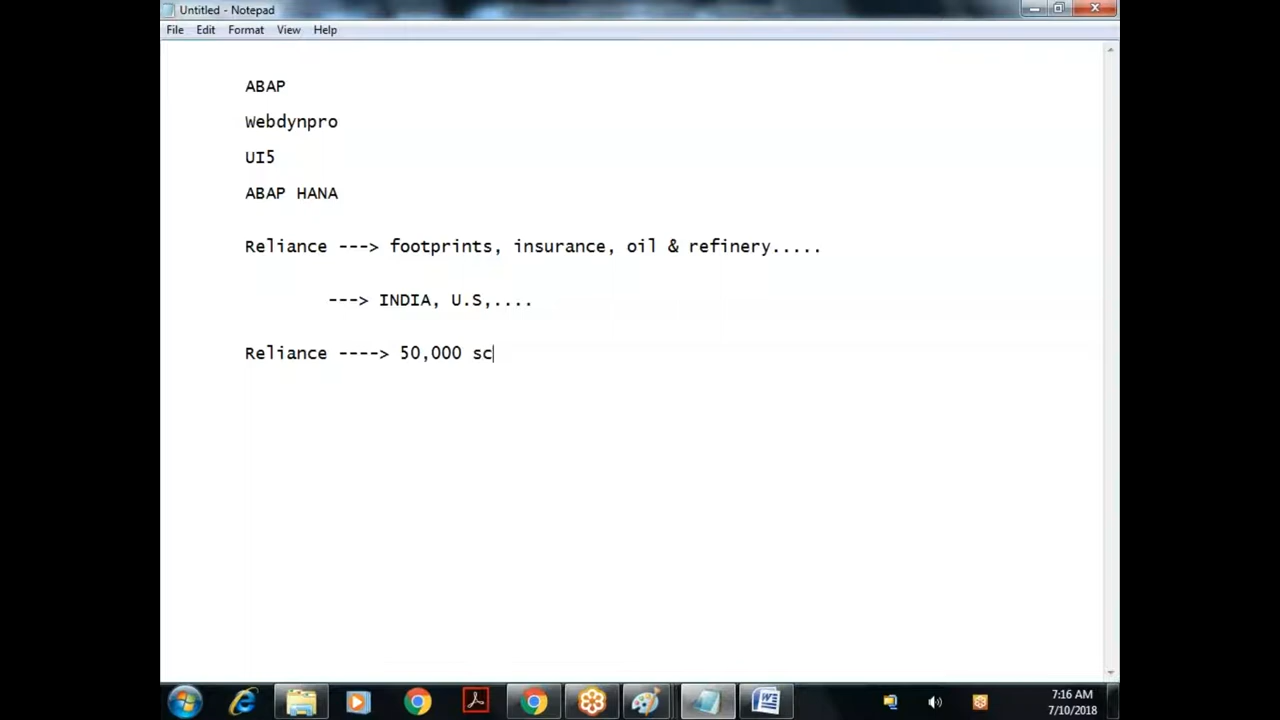 Untitled - Notepad
File Edit Format View Help
ABAP
Webdynpro
UI5
ABAP HANA
Reliance ---> footprints, insurance, oil & refinery.....
---> INDIA, U.S,....
Reliance ----> 50,000 sc
7:16 AM
7/10/2018